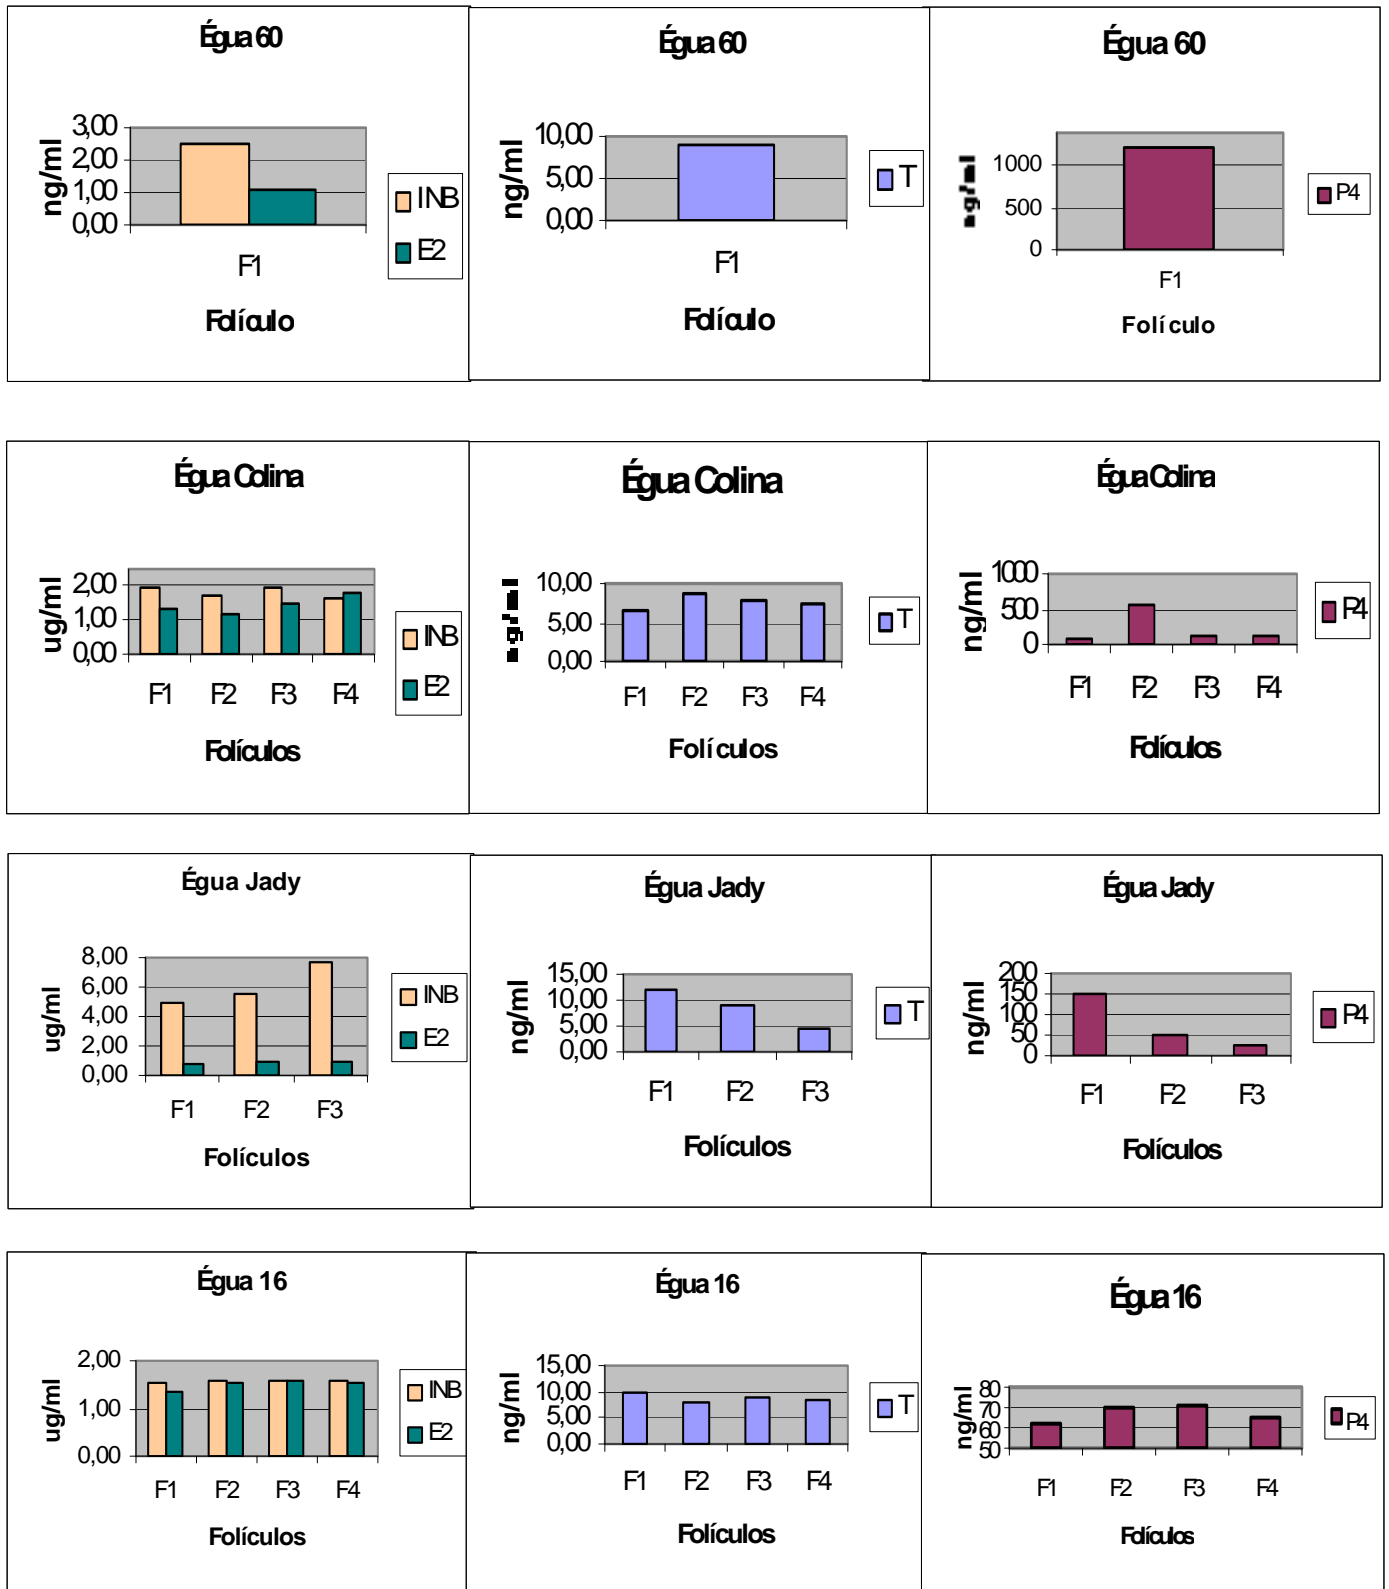 Égua 60
ng/ml
3,00
2,00
1,00
0,00
F1
Folículo
INB
E2
Égua 60
ng/ml
10,00
5,00
0,00
F1
Folículo
T
Égua 60
ng/ml
1000
500
0
F1
Folículo
P4
Égua Colina
ug/ml
2,00
1,00
0,00
F1 F2 F3 F4
Folículos
INB
E2
Égua Colina
ng/ml
10,00
5,00
0,00
F1 F2 F3 F4
Folículos
T
Égua Colina
ng/ml
1000
500
0
F1 F2 F3 F4
Folículos
P4
Égua Jady
ug/ml
8,00
6,00
4,00
2,00
0,00
F1 F2 F3
Folículos
INB
E2
Égua Jady
ng/ml
15,00
10,00
5,00
0,00
F1 F2 F3
Folículos
T
Égua Jady
ng/ml
200
150
100
50
0
F1 F2 F3
Folículos
P4
Égua 16
ug/ml
2,00
1,00
0,00
F1 F2 F3 F4
Folículos
INB
E2
Égua 16
ng/ml
15,00
10,00
5,00
0,00
F1 F2 F3 F4
Folículos
T
Égua 16
ng/ml
80
70
60
50
F1 F2 F3 F4
Folículos
P4